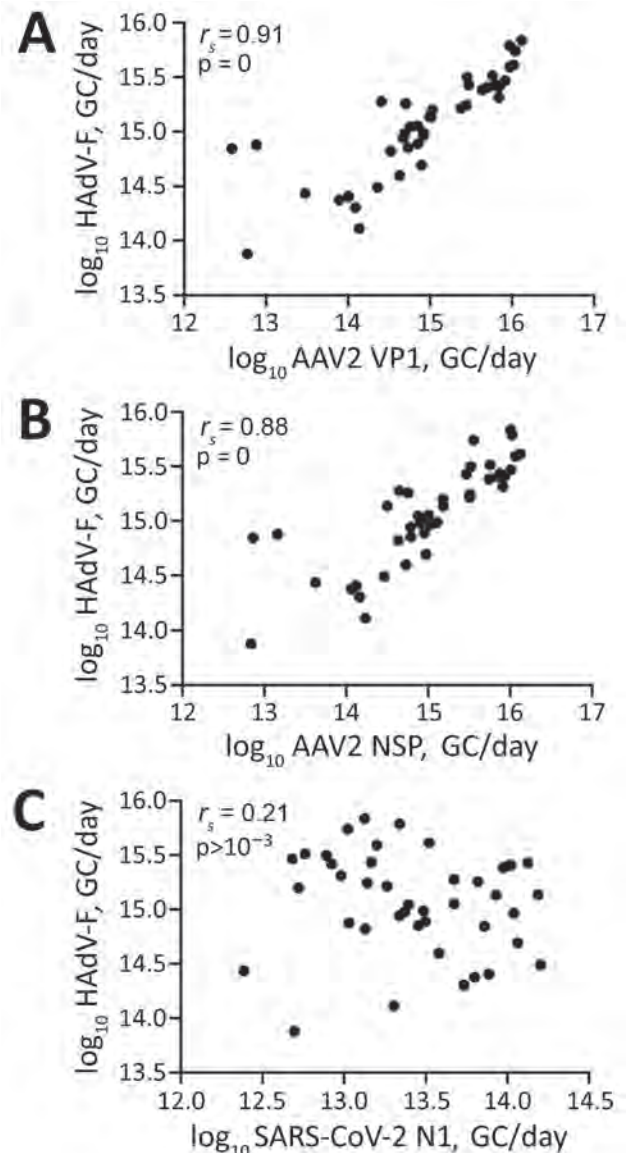 A
r_s = 0.91
p = 0
log10 HAdV-F, GC/day
16.0
15.5
15.0
14.5
14.0
13.5
12 13 14 15 16 17
log10 AAV2 VP1, GC/day
B
r_s = 0.88
p = 0
log10 HAdV-F, GC/day
16.0
15.5
15.0
14.5
14.0
13.5
12 13 14 15 16 17
log10 AAV2 NSP, GC/day
C
r_s = 0.21
p>10⁻³
log10 HAdV-F, GC/day
16.0
15.5
15.0
14.5
14.0
13.5
12.0 12.5 13.0 13.5 14.0 14.5
log10 SARS-CoV-2 N1, GC/day